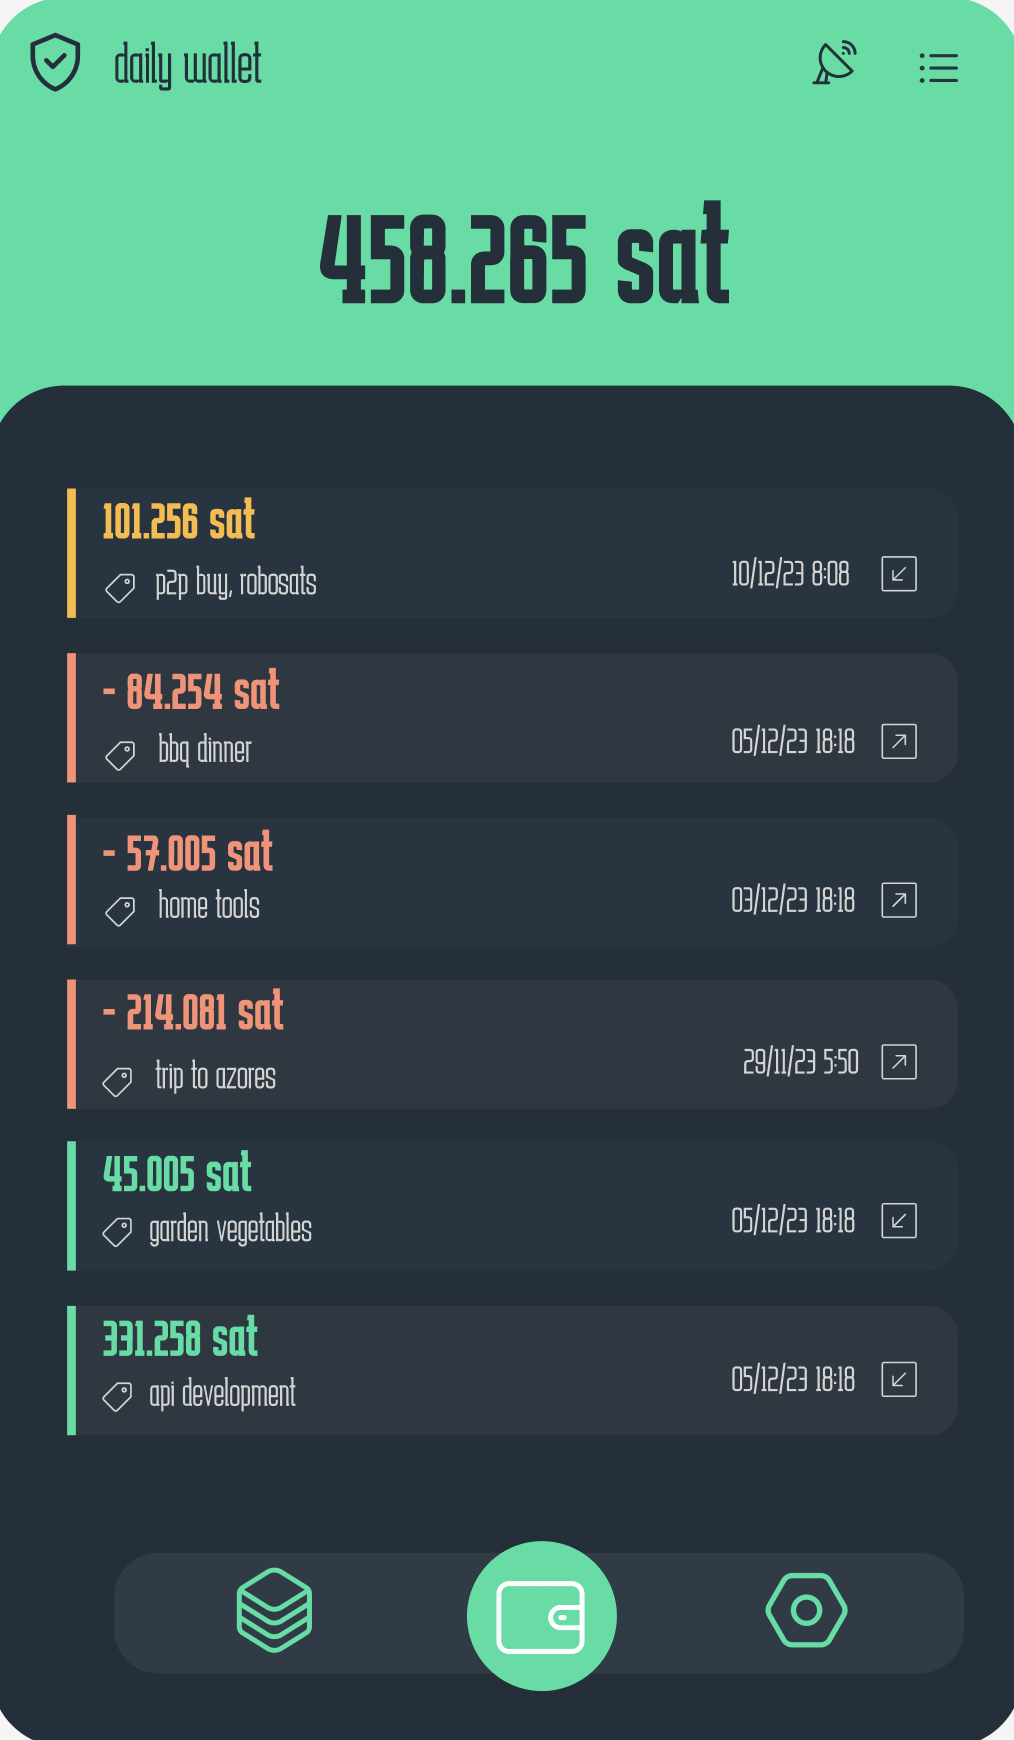 daily wallet
458.265 sat
101.256 sat
p2p buy, robosats
10/12/23 8:08
- 84.254 sat
bbq dinner
05/12/23 18:18
- 57.005 sat
home tools
03/12/23 18:18
- 214.081 sat
trip to azores
29/11/23 5:50
45.005 sat
garden vegetables
05/12/23 18:18
331.258 sat
api development
05/12/23 18:18